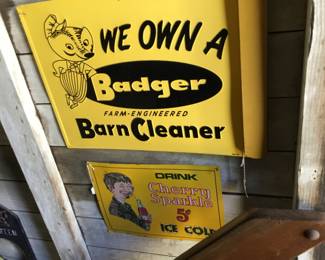 WE OWN A
Badger
FARM-ENGINEERED
Barn Cleaner
DRINK
Cherry
Sparkle
5¢
ICE COLD